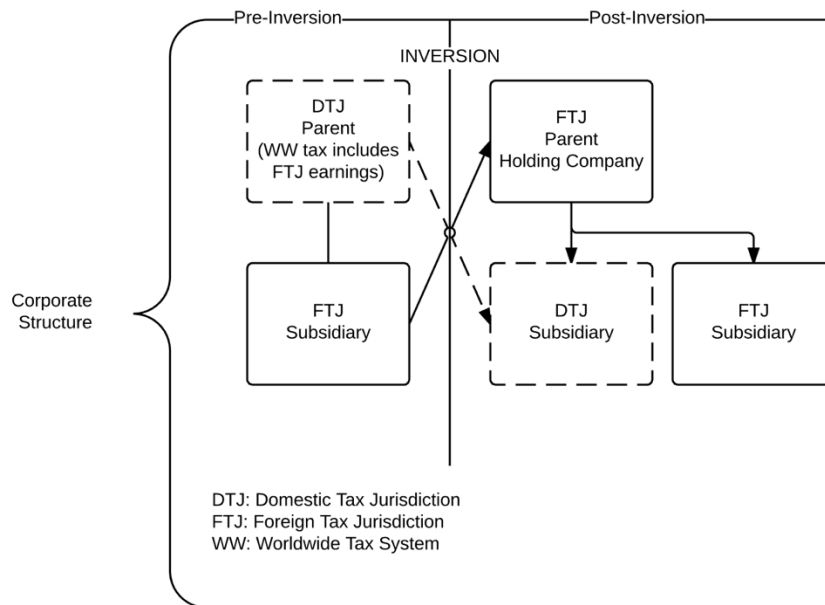 Pre-Inversion
Post-Inversion
INVERSION
DTJ
Parent
(WW tax includes
FTJ earnings)
FTJ
Parent
Holding Company
Corporate
Structure
FTJ
Subsidiary
DTJ
Subsidiary
FTJ
Subsidiary
DTJ: Domestic Tax Jurisdiction
FTJ: Foreign Tax Jurisdiction
WW: Worldwide Tax System